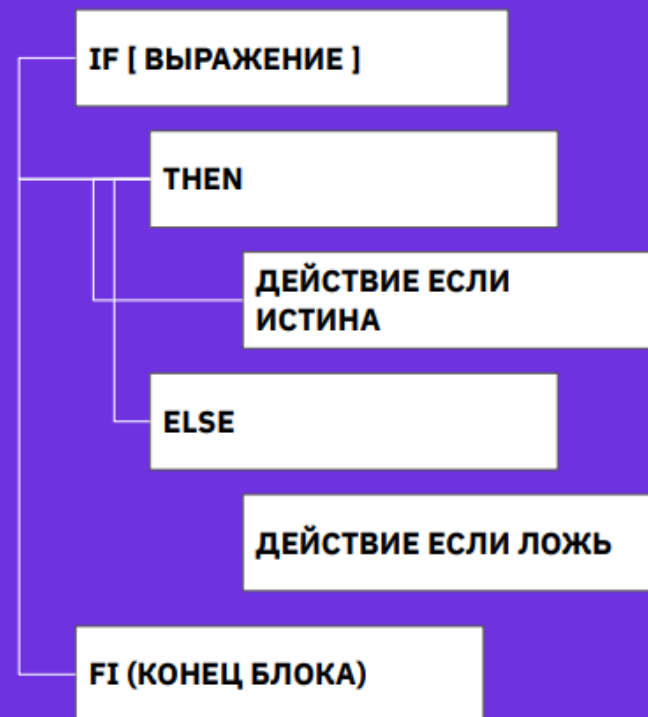 IF [ ВЫРАЖЕНИЕ ]
THEN
ДЕЙСТВИЕ ЕСЛИ
ИСТИНА
ELSE
ДЕЙСТВИЕ ЕСЛИ ЛОЖЬ
FI (КОНЕЦ БЛОКА)